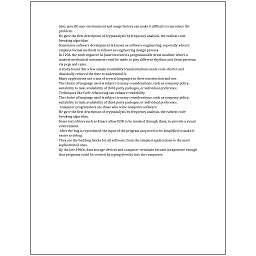 Also, specific user environment and usage history can make it difficult to reproduce the
problem.
He gave the first description of cryptanalysis by frequency analysis, the earliest code
breaking algorithm.
Sometimes software development is known as software engineering, especially when it
employs formal methods or follows an engineering design process.
In 1206, the Arab engineer Al-Jazari invented a programmable drum machine where a
musical mechanical automaton could be made to play different rhythms and drum patterns,
via pegs and cams.
A study found that a few simple readability transformations made code shorter and
drastically reduced the time to understand it.
Many applications use a mix of several languages in their construction and use.
The choice of language used is subject to many considerations, such as company policy,
suitability to task, availability of third-party packages, or individual preference.
Techniques like Code refactoring can enhance readability.
The choice of language used is subject to many considerations, such as company policy,
suitability to task, availability of third-party packages, or individual preference.
Computer programmers are those who write computer software.
He gave the first description of cryptanalysis by frequency analysis, the earliest code
breaking algorithm.
Some text editors such as Emacs allow GDB to be invoked through them, to provide a visual
environment.
After the bug is reproduced, the input of the program may need to be simplified to make it
easier to debug.
They are the building blocks for all software, from the simplest applications to the most
sophisticated ones.
By the late 1960s, data storage devices and computer terminals became inexpensive enough
that programs could be created by typing directly into the computers.